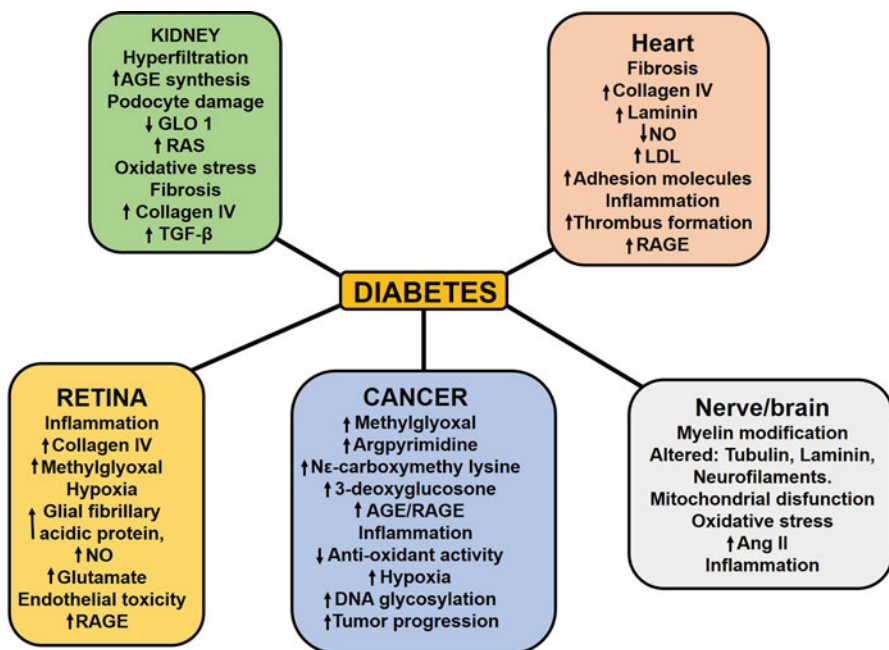 KIDNEY
Hyperfiltration
↑AGE synthesis
Podocyte damage
↓ GLO 1
↑ RAS
Oxidative stress
Fibrosis
↑ Collagen IV
↑ TGF-β
Heart
Fibrosis
↑Collagen IV
↑ Laminin
↓NO
↑ LDL
↑Adhesion molecules
Inflammation
↑Thrombus formation
↑RAGE
DIABETES
RETINA
Inflammation
↑Collagen IV
↑Methylglyoxal
Hypoxia
↑Glial fibrillary
acidic protein,
↑NO
↑Glutamate
Endothelial toxicity
↑RAGE
CANCER
↑ Methylglyoxal
↑Argpyrimidine
↑Nε-carboxymethy lysine
↑3-deoxyglucosone
↑ AGE/RAGE
Inflammation
↓ Anti-oxidant activity
↑ Hypoxia
↑DNA glycosylation
↑Tumor progression
Nerve/brain
Myelin modification
Altered: Tubulin, Laminin,
Neurofilaments.
Mitochondrial disfunction
Oxidative stress
↑Ang II
Inflammation